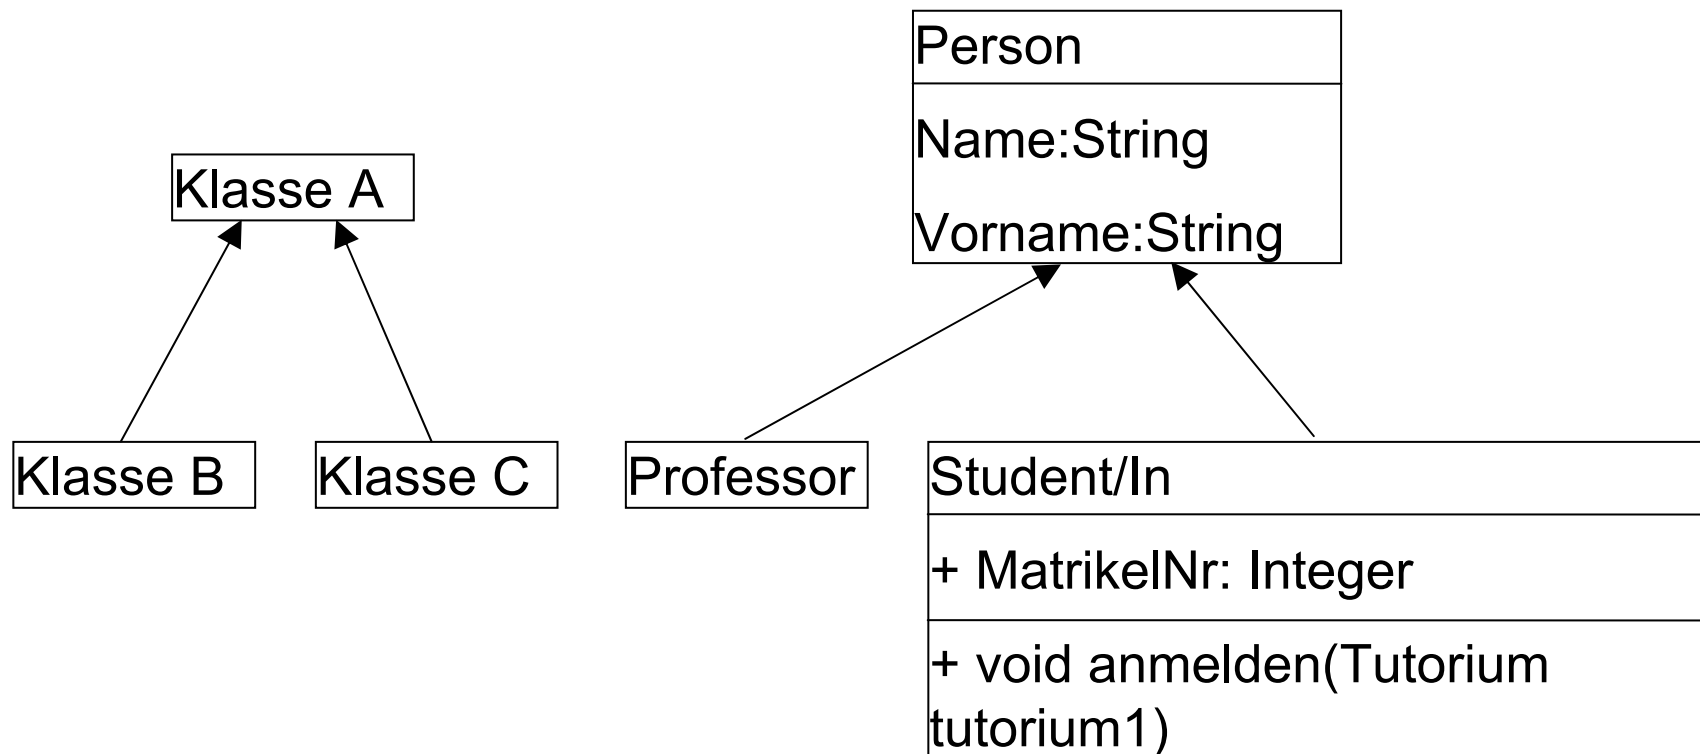 Person
Name:String
Vorname:String
Klasse A
Klasse B
Klasse C
Professor
Student/In
+ MatrikelNr: Integer
+ void anmelden(Tutorium
tutorium1)